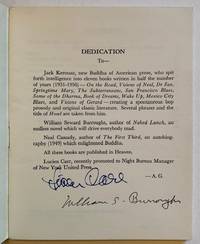 DEDICATION
To—
Jack Kerouac, new Buddha of American prose, who spit
forth intelligence into eleven books written in half the number
of years (1951-1956) — On the Road, Visions of Neal, Dr Sax,
Springtime Mary, The Subterraneans, San Francisco Blues,
Some of the Dharma, Book of Dreams, Wake Up, Mexico City
Blues, and Visions of Gerard — creating a spontaneous bop
prosody and original classic literature. Several phrases and the
title of Howl are taken from him.
William Seward Burroughs, author of Naked Lunch, an
endless novel which will drive everybody mad.
Neal Cassady, author of The First Third, an autobiog-
raphy (1949) which enlightened Buddha.
All these books are published in Heaven.
Lucien Carr, recently promoted to Night Bureau Manager
of New York United Press.
—A.G.
Lucien Carr
William S. Burroughs